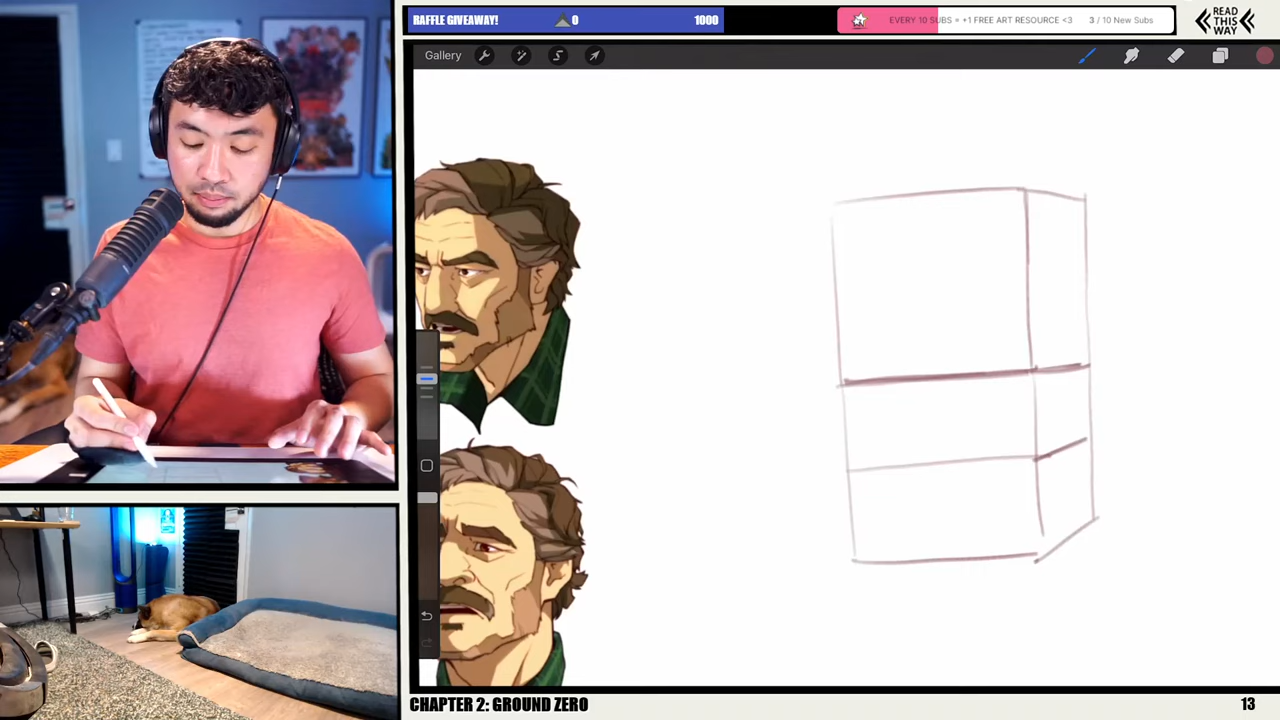 RAFFLE GIVEAWAY!
0
1000
EVERY 10 SUBS = +1 FREE ART RESOURCE <3
3 / 10 New Subs
READ
THIS
WAY
Gallery
CHAPTER 2: GROUND ZERO
13